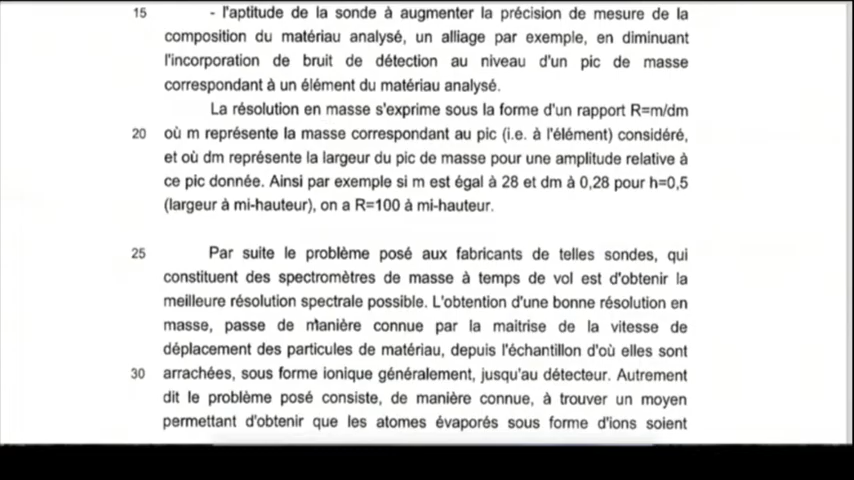 15 - l'aptitude de la sonde à augmenter la précision de mesure de la
composition du matériau analysé, un alliage par exemple, en diminuant
l'incorporation de bruit de détection au niveau d'un pic de masse
correspondant à un élément du matériau analysé.
La résolution en masse s'exprime sous la forme d'un rapport R=m/dm
20 où m représente la masse correspondant au pic (i.e. à l'élément) considéré,
et où dm représente la largeur du pic de masse pour une amplitude relative à
ce pic donnée. Ainsi par exemple si m est égal à 28 et dm à 0,28 pour h=0,5
(largeur à mi-hauteur), on a R=100 à mi-hauteur.
25 Par suite le problème posé aux fabricants de telles sondes, qui
constituent des spectromètres de masse à temps de vol est d'obtenir la
meilleure résolution spectrale possible. L'obtention d'une bonne résolution en
masse, passe de manière connue par la maitrise de la vitesse de
déplacement des particules de matériau, depuis l'échantillon d'où elles sont
30 arrachées, sous forme ionique généralement, jusqu'au détecteur. Autrement
dit le problème posé consiste, de manière connue, à trouver un moyen
permettant d'obtenir que les atomes évaporés sous forme d'ions soient